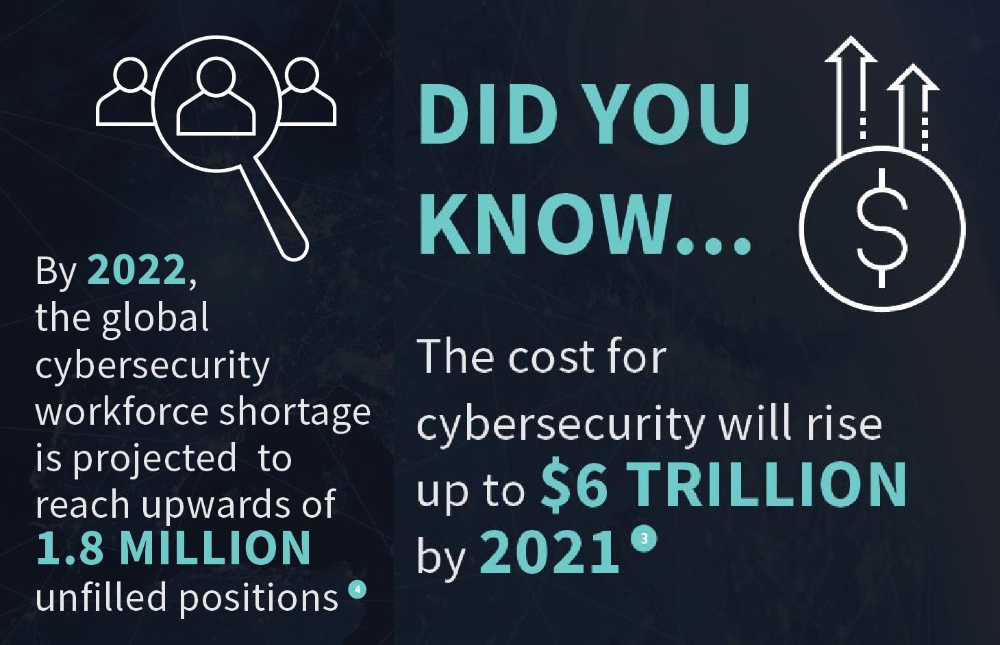 By 2022,
the global
cybersecurity
workforce shortage
is projected  to
reach upwards of
1.8 MILLION
unfilled positions 4
DID YOU
KNOW...
$
The cost for
cybersecurity will rise
up to $6 TRILLION
by 2021 3